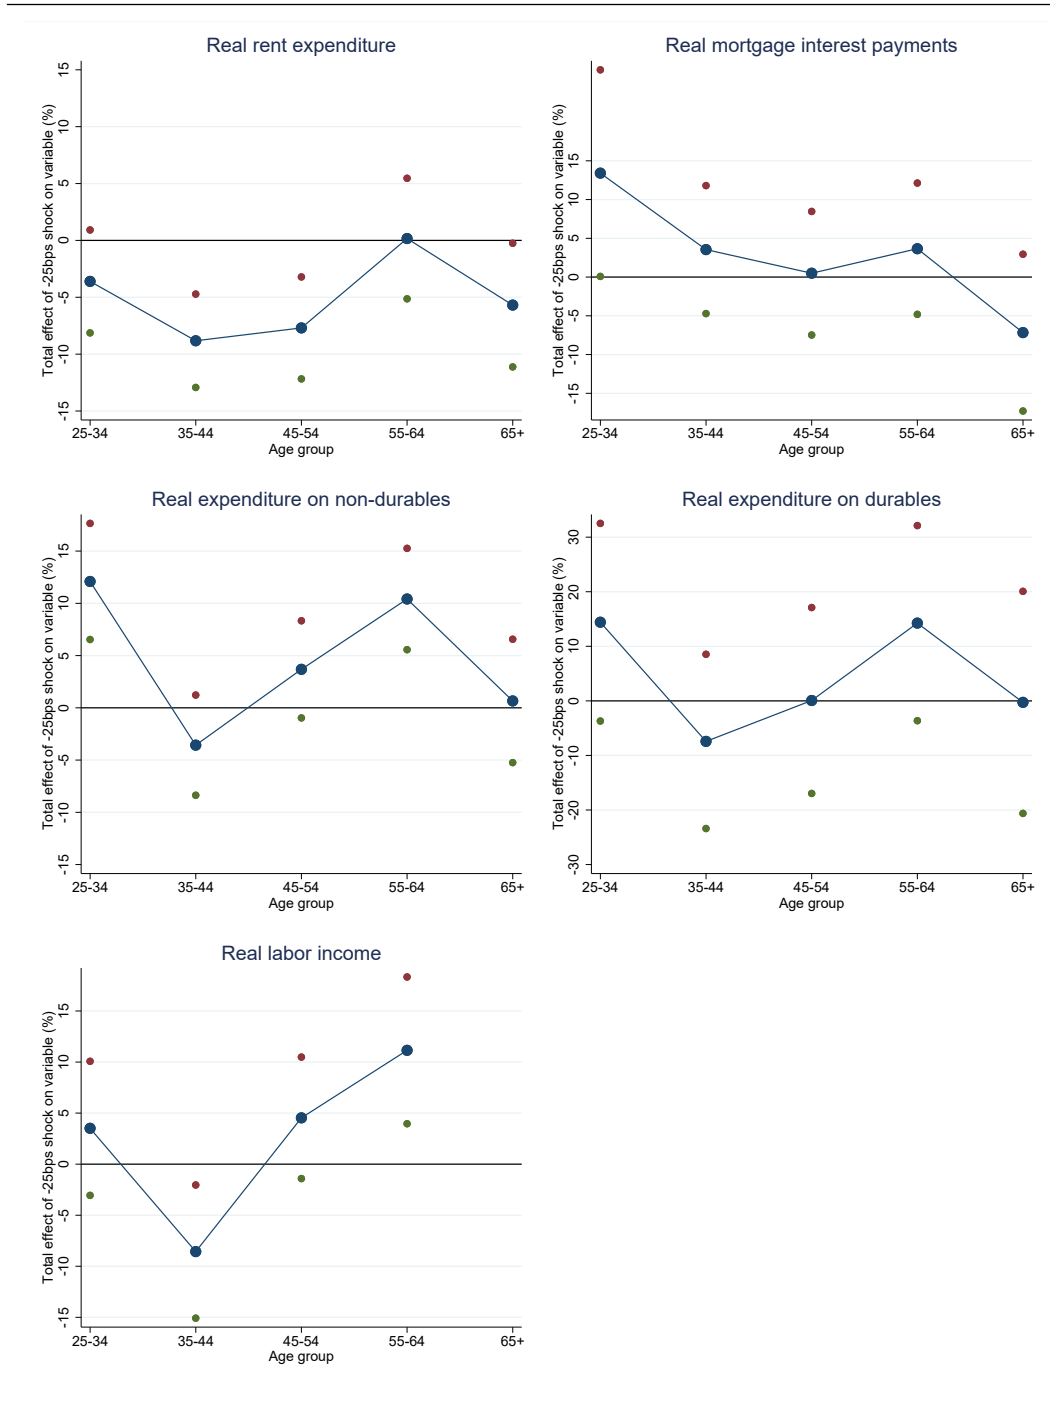 Real rent expenditure
Total effect of -25bps shock on variable (%)
15
10
5
0
-5
-10
-15
25-34 35-44 45-54 55-64 65+
Age group
Real mortgage interest payments
Total effect of -25bps shock on variable (%)
15
10
5
0
-5
-10
-15
25-34 35-44 45-54 55-64 65+
Age group
Real expenditure on non-durables
Total effect of -25bps shock on variable (%)
15
10
5
0
-5
-10
-15
25-34 35-44 45-54 55-64 65+
Age group
Real expenditure on durables
Total effect of -25bps shock on variable (%)
30
20
10
0
-10
-20
-30
25-34 35-44 45-54 55-64 65+
Age group
Real labor income
Total effect of -25bps shock on variable (%)
15
10
5
0
-5
-10
-15
25-34 35-44 45-54 55-64 65+
Age group